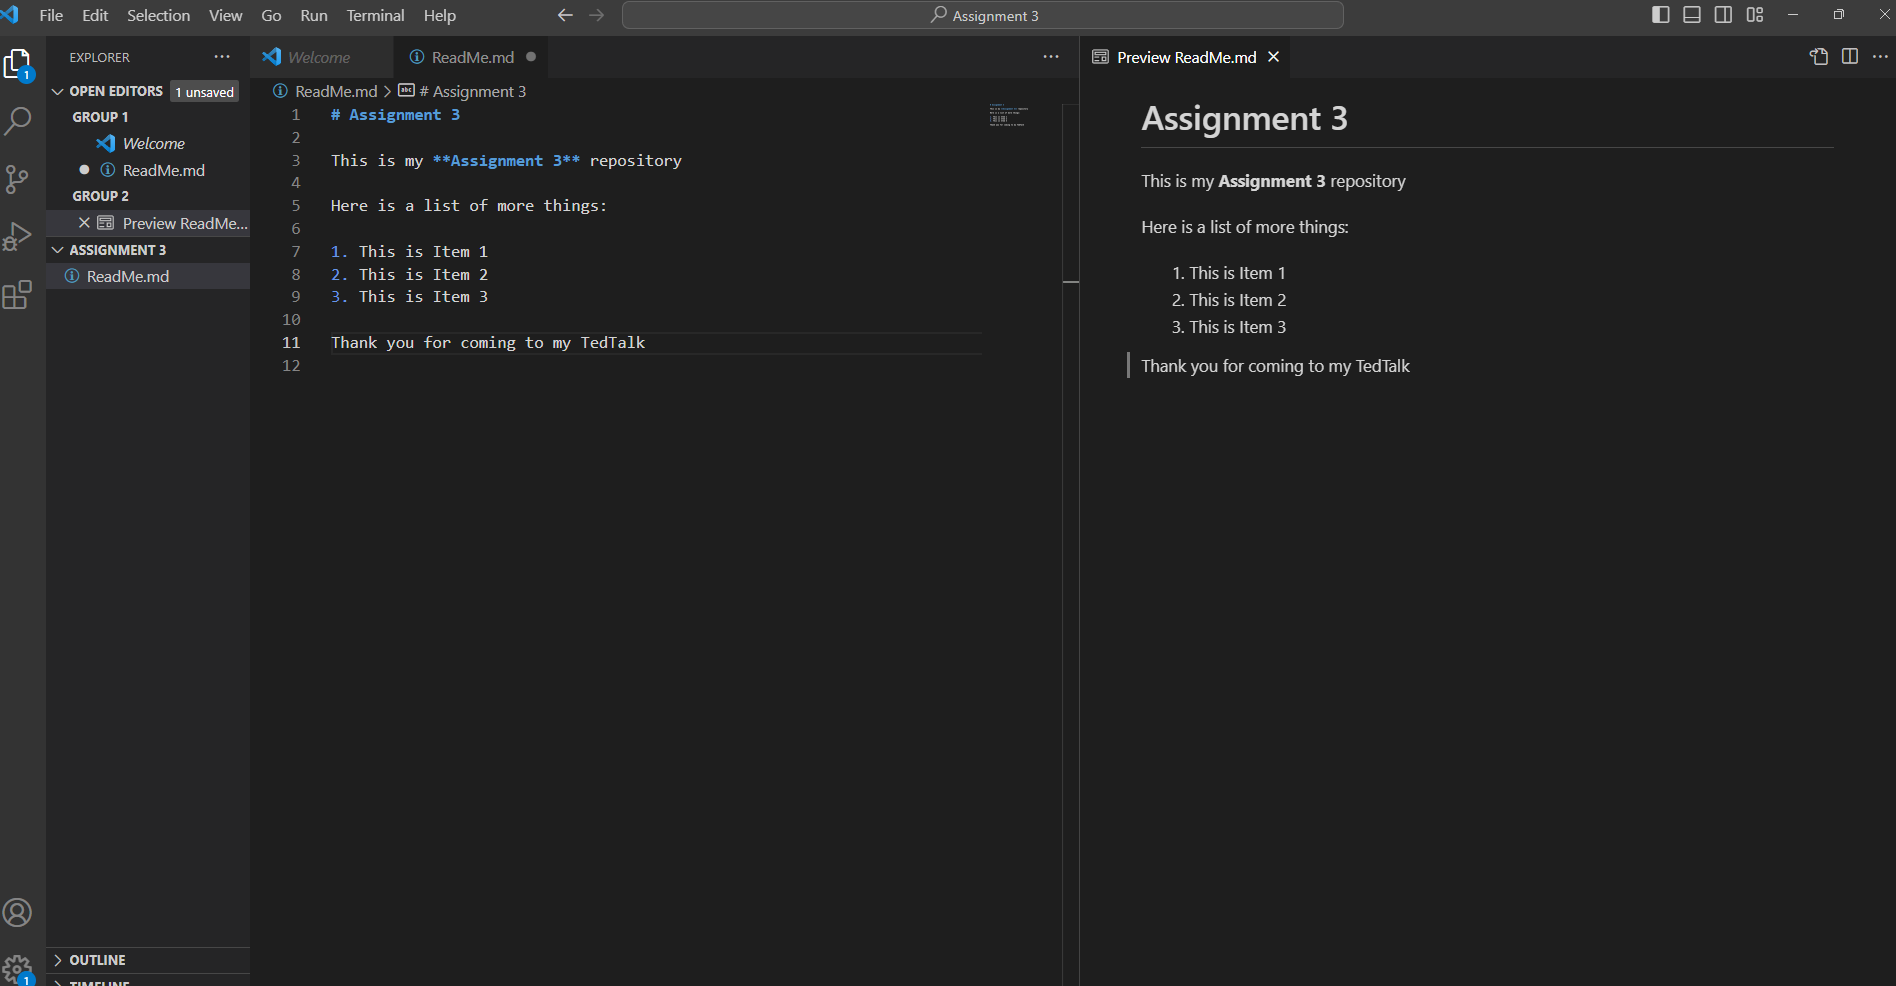 File Edit Selection View Go Run Terminal Help
Assignment 3
EXPLORER
OPEN EDITORS 1 unsaved
GROUP 1
Welcome
ReadMe.md
GROUP 2
Preview ReadMe...
ASSIGNMENT 3
ReadMe.md
OUTLINE
TIMELINE
1
1
Welcome
ReadMe.md
ReadMe.md > # Assignment 3
1 # Assignment 3
2
3 This is my **Assignment 3** repository
4
5 Here is a list of more things:
6
7 1. This is Item 1
8 2. This is Item 2
9 3. This is Item 3
10
11 Thank you for coming to my TedTalk
12
Preview ReadMe.md
Assignment 3
This is my Assignment 3 repository
Here is a list of more things:
1. This is Item 1
2. This is Item 2
3. This is Item 3
Thank you for coming to my TedTalk